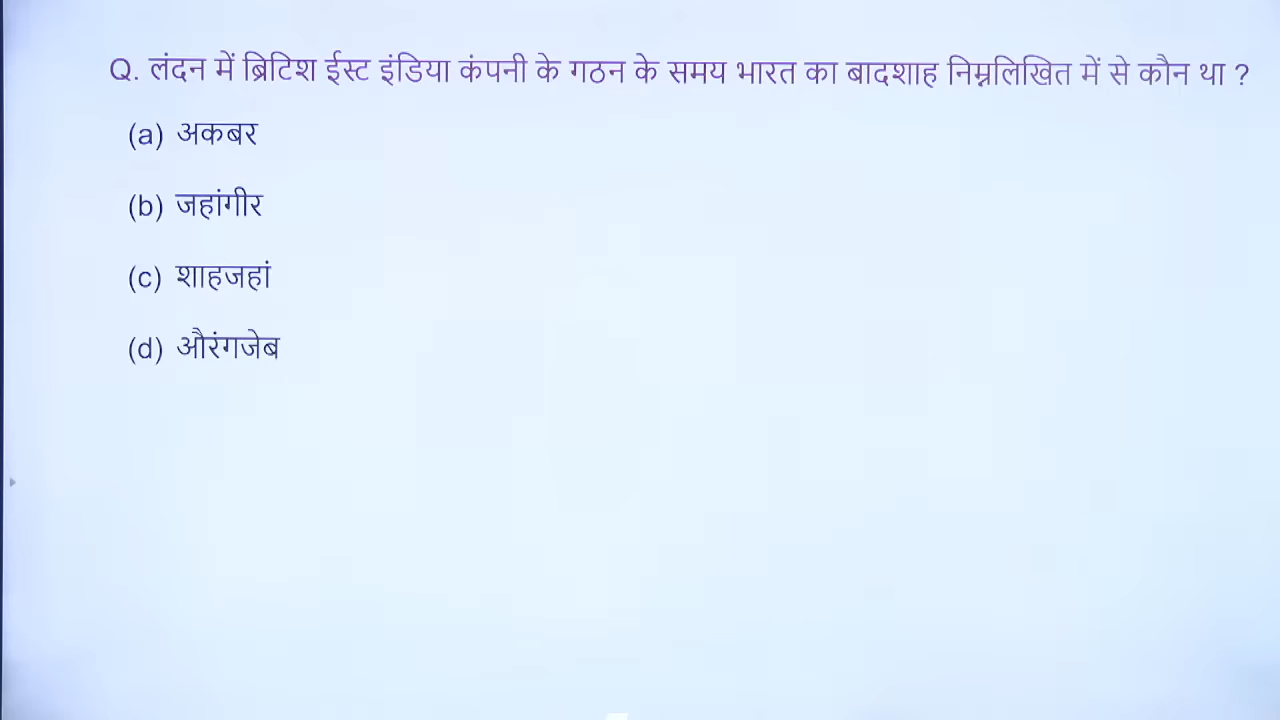 Q. लंदन में ब्रिटिश ईस्ट इंडिया कंपनी के गठन के समय भारत का बादशाह निम्नलिखित में से कौन था ?
(a) अकबर
(b) जहांगीर
(c) शाहजहां
(d) औरंगजेब